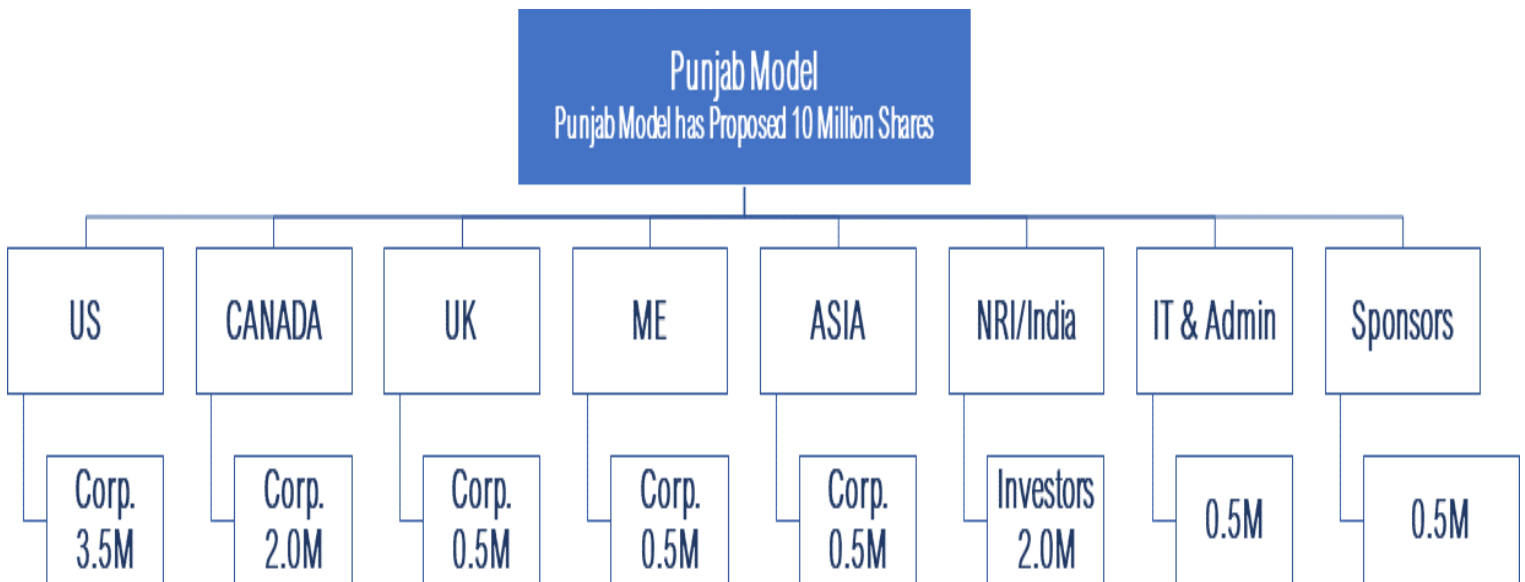 Punjab Model
Punjab Model has Proposed 10 Million Shares
US
CANADA
UK
ME
ASIA
NRI/India
IT & Admin
Sponsors
Corp.
3.5M
Corp.
2.0M
Corp.
0.5M
Corp.
0.5M
Corp.
0.5M
Investors
2.0M
0.5M
0.5M